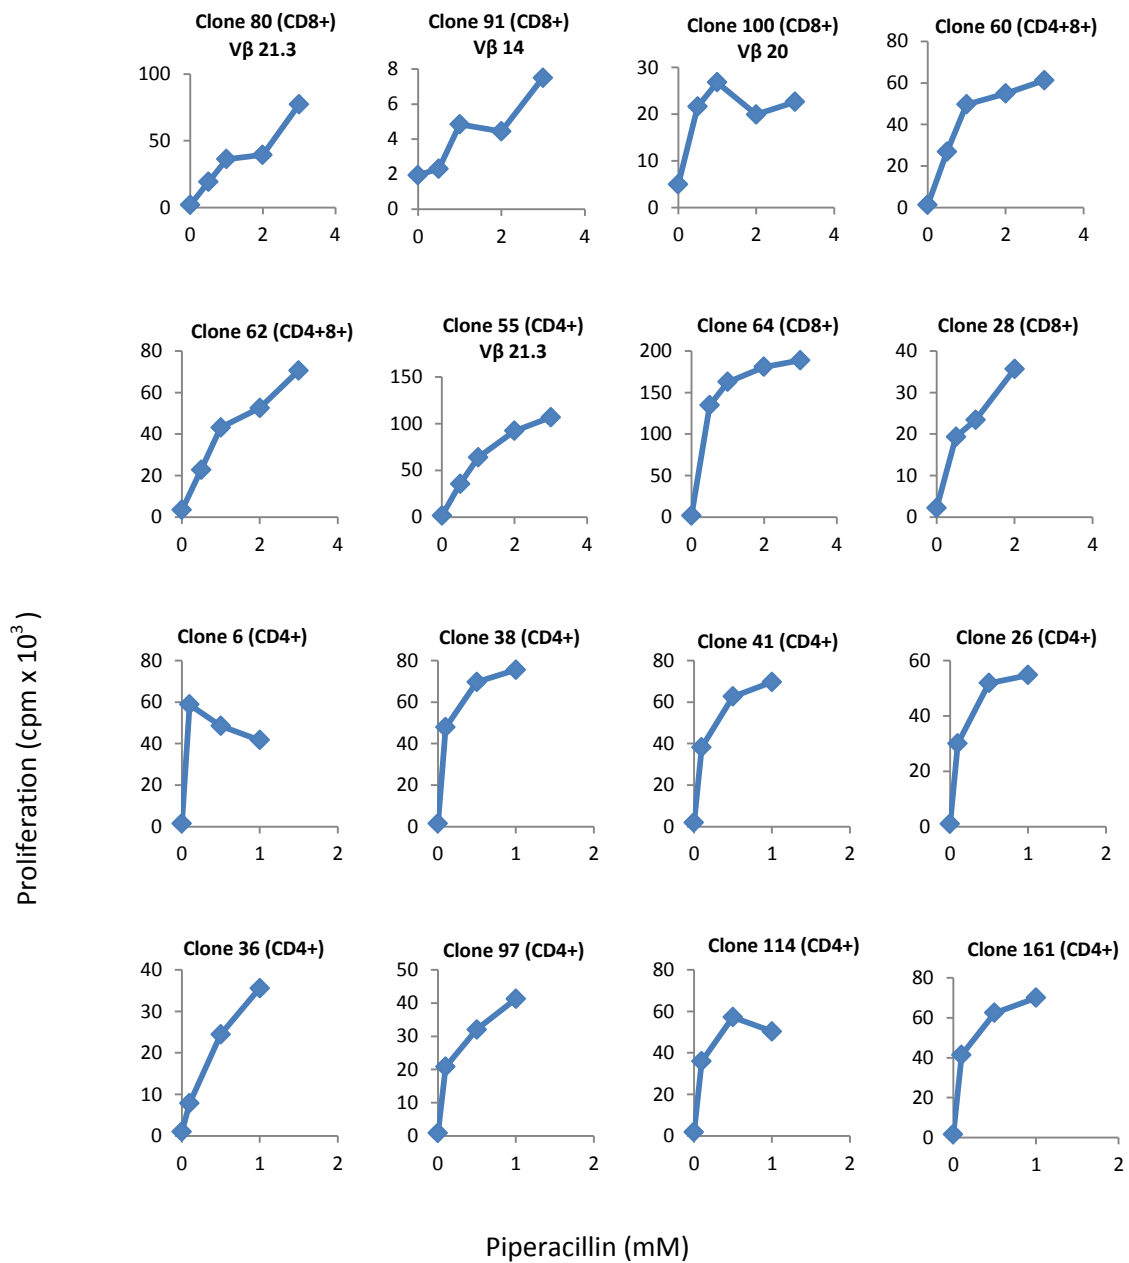 Clone 80 (CD8+)
Vβ 21.3
100
50
0
0 2 4
Clone 91 (CD8+)
Vβ 14
8
6
4
2
0
0 2 4
Clone 100 (CD8+)
Vβ 20
30
20
10
0
0 2 4
Clone 60 (CD4+8+)
80
60
40
20
0
0 2 4
Clone 62 (CD4+8+)
80
60
40
20
0
0 2 4
Clone 55 (CD4+)
Vβ 21.3
150
100
50
0
0 2 4
Clone 64 (CD8+)
200
150
100
50
0
0 2 4
Clone 28 (CD8+)
40
30
20
10
0
0 2 4
Clone 6 (CD4+)
80
60
40
20
0
0 1 2
Clone 38 (CD4+)
80
60
40
20
0
0 1 2
Clone 41 (CD4+)
80
60
40
20
0
0 1 2
Clone 26 (CD4+)
60
40
20
0
0 1 2
Clone 36 (CD4+)
40
30
20
10
0
0 1 2
Clone 97 (CD4+)
50
40
30
20
10
0
0 1 2
Clone 114 (CD4+)
80
60
40
20
0
0 1 2
Clone 161 (CD4+)
80
60
40
20
0
0 1 2
Proliferation (cpm x 10³ )
Piperacillin (mM)